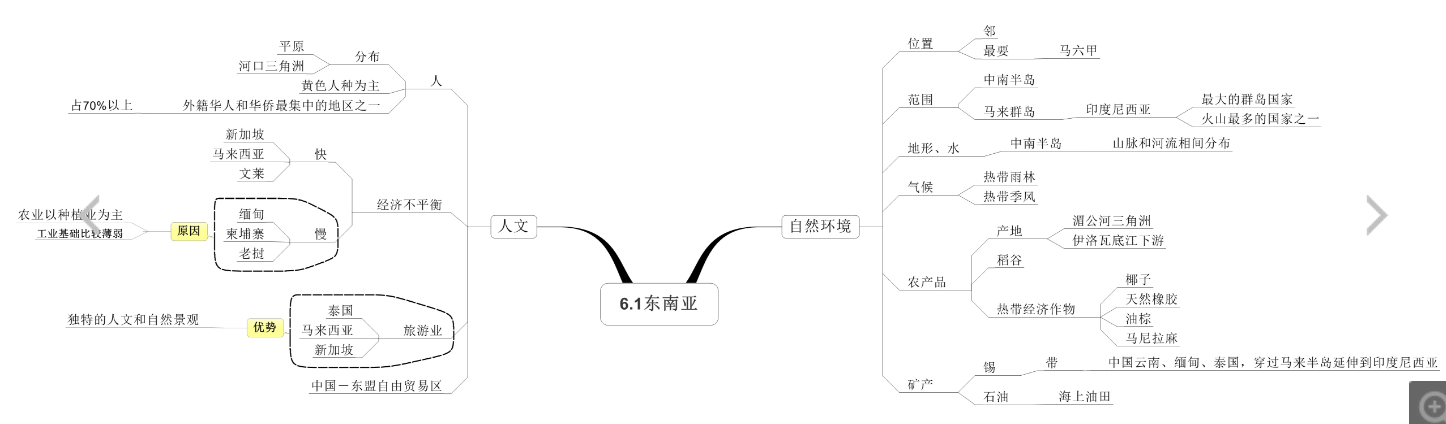 6.1东南亚
人文
人
分布
平原
河口三角洲
黄色人种为主
外籍华人和华侨最集中的地区之一
占70%以上
经济不平衡
快
新加坡
马来西亚
文莱
慢
缅甸
柬埔寨
老挝
原因
农业以种植业为主
工业基础比较薄弱
旅游业
泰国
马来西亚
新加坡
优势
独特的人文和自然景观
中国－东盟自由贸易区
自然环境
位置
邻
最要
马六甲
范围
中南半岛
马来群岛
印度尼西亚
最大的群岛国家
火山最多的国家之一
地形、水
中南半岛
山脉和河流相间分布
气候
热带雨林
热带季风
农产品
产地
湄公河三角洲
伊洛瓦底江下游
稻谷
热带经济作物
椰子
天然橡胶
油棕
马尼拉麻
矿产
锡
带
中国云南、缅甸、泰国，穿过马来半岛延伸到印度尼西亚
石油
海上油田